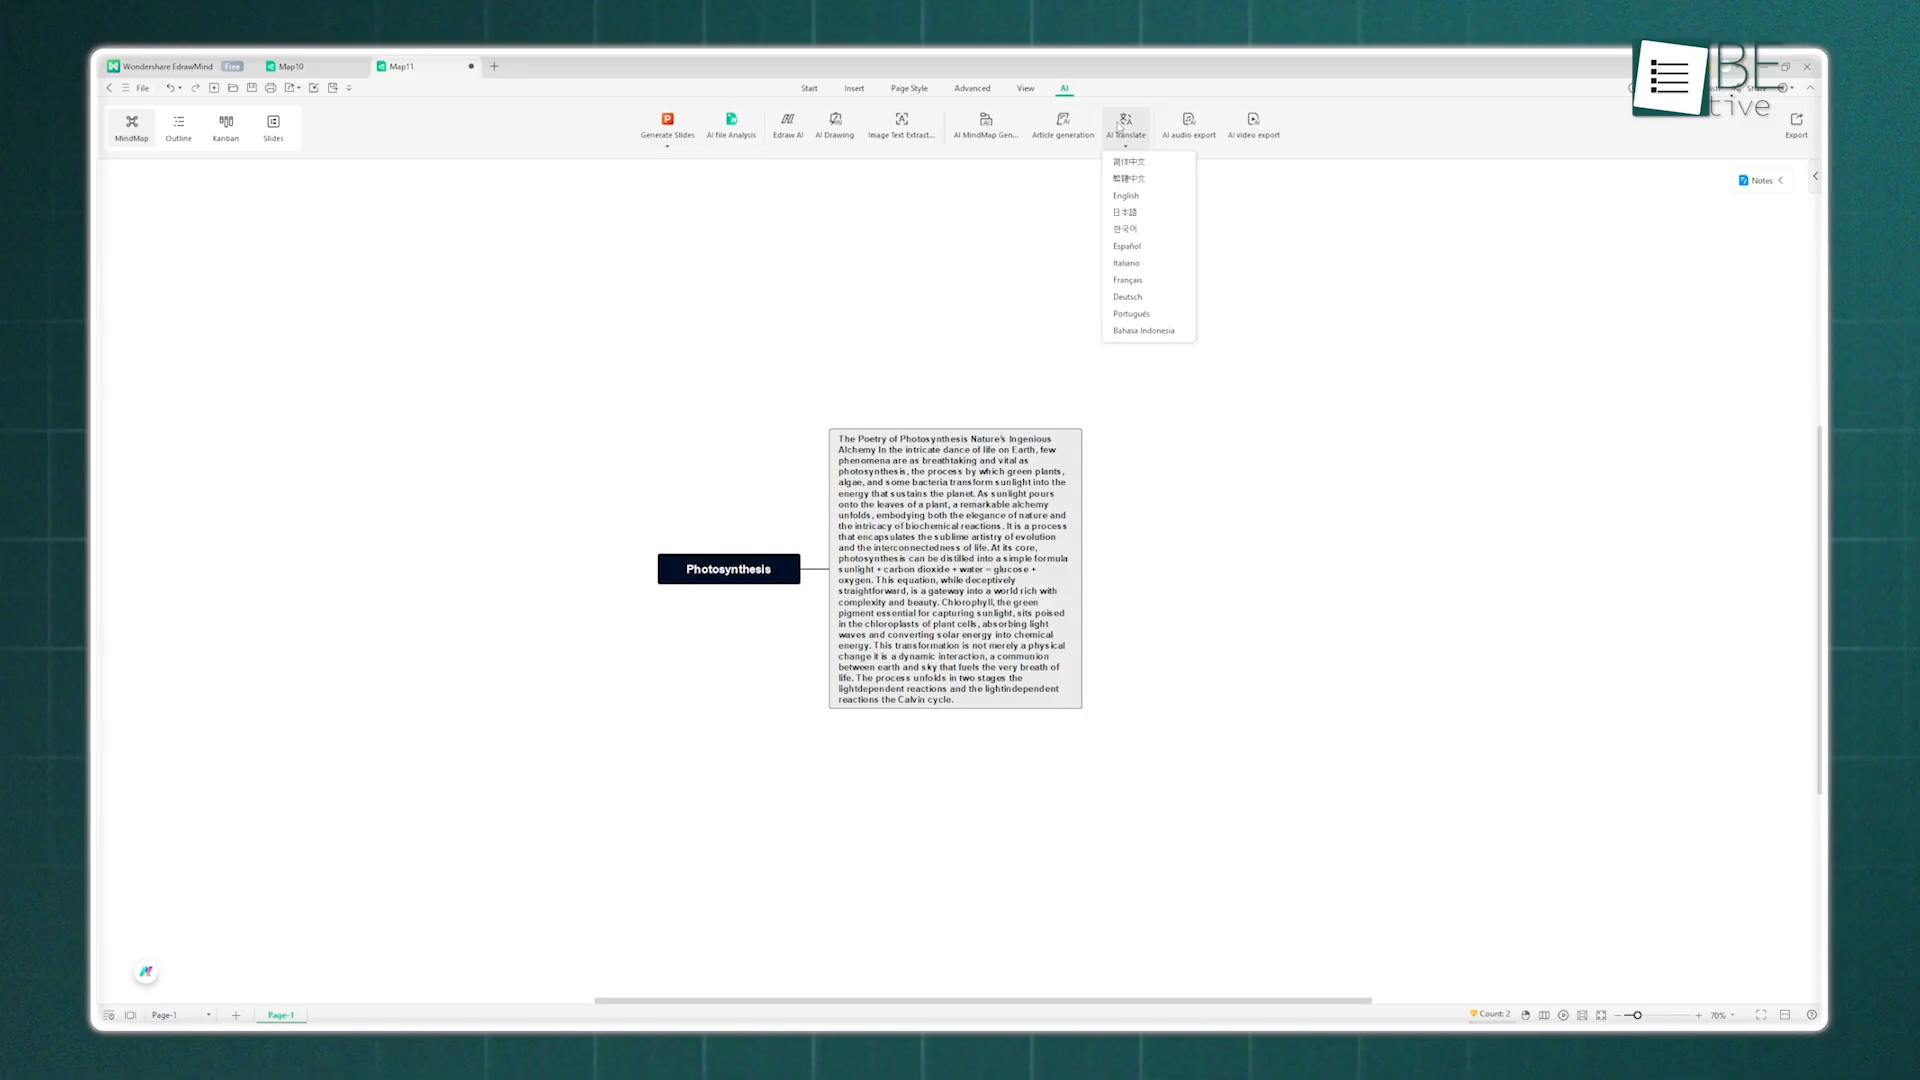 Wondershare EdrawMind Free Map10 Map11
BE
tive
File Start Insert Page Style Advanced View AI Share
MindMap Outline Kanban Slides Generate Slides AI file Analysis Edraw AI AI Drawing Image Text Extract... AI MindMap Gen... Article generation AI Translate AI audio export AI video export Export
简体中文
繁體中文
English
日本語
한국어
Español
Italiano
Français
Deutsch
Português
Bahasa Indonesia
Notes
Photosynthesis
The Poetry of Photosynthesis Nature's Ingenious
Alchemy In the intricate dance of life on Earth, few
phenomena are as breathtaking and vital as
photosynthesis, the process by which green plants,
algae, and some bacteria transform sunlight into the
energy that sustains the planet. As sunlight pours
onto the leaves of a plant, a remarkable alchemy
unfolds, embodying both the elegance of nature and
the intricacy of biochemical reactions. It is a process
that encapsulates the sublime artistry of evolution
and the interconnectedness of life. At its core,
photosynthesis can be distilled into a simple formula
sunlight + carbon dioxide + water = glucose +
oxygen. This equation, while deceptively
straightforward, is a gateway into a world rich with
complexity and beauty. Chlorophyll, the green
pigment essential for capturing sunlight, sits poised
in the chloroplasts of plant cells, absorbing light
waves and converting solar energy into chemical
energy. This transformation is not merely a physical
change it is a dynamic interaction, a communion
between earth and sky that fuels the very breath of
life. The process unfolds in two stages the
lightdependent reactions and the lightindependent
reactions the Calvin cycle.
Page-1 Page-1 Count: 2 70%